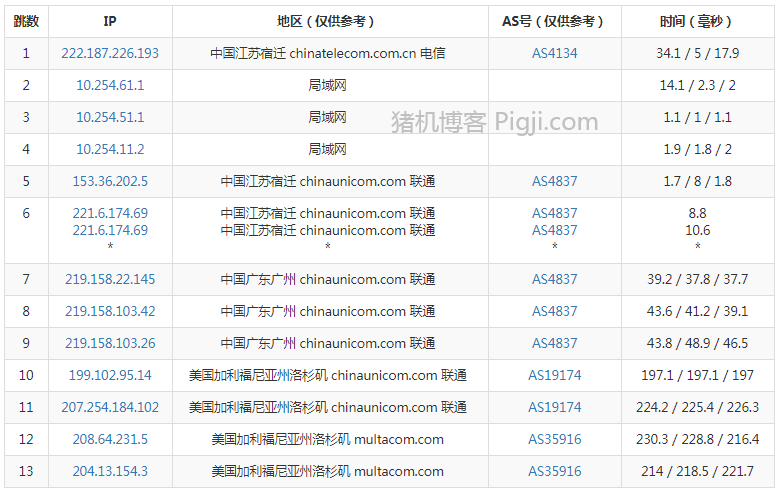 跳数 IP 地区（仅供参考） AS号（仅供参考） 时间（毫秒）
1 222.187.226.193 中国江苏宿迁 chinatelecom.com.cn 电信 AS4134 34.1 / 5 / 17.9
2 10.254.61.1 局域网 14.1 / 2.3 / 2
3 10.254.51.1 局域网 1.1 / 1 / 1.1
猪机博客 Pigji.com
4 10.254.11.2 局域网 1.9 / 1.8 / 2
5 153.36.202.5 中国江苏宿迁 chinaunicom.com 联通 AS4837 1.7 / 8 / 1.8
6 221.6.174.69 中国江苏宿迁 chinaunicom.com 联通 AS4837 8.8
221.6.174.69 中国江苏宿迁 chinaunicom.com 联通 AS4837 10.6
* * * *
7 219.158.22.145 中国广东广州 chinaunicom.com 联通 AS4837 39.2 / 37.8 / 37.7
8 219.158.103.42 中国广东广州 chinaunicom.com 联通 AS4837 43.6 / 41.2 / 39.1
9 219.158.103.26 中国广东广州 chinaunicom.com 联通 AS4837 43.8 / 48.9 / 46.5
10 199.102.95.14 美国加利福尼亚州洛杉矶 chinaunicom.com 联通 AS19174 197.1 / 197.1 / 197
11 207.254.184.102 美国加利福尼亚州洛杉矶 chinaunicom.com 联通 AS19174 224.2 / 225.4 / 226.3
12 208.64.231.5 美国加利福尼亚州洛杉矶 multacom.com AS35916 230.3 / 228.8 / 216.4
13 204.13.154.3 美国加利福尼亚州洛杉矶 multacom.com AS35916 214 / 218.5 / 221.7